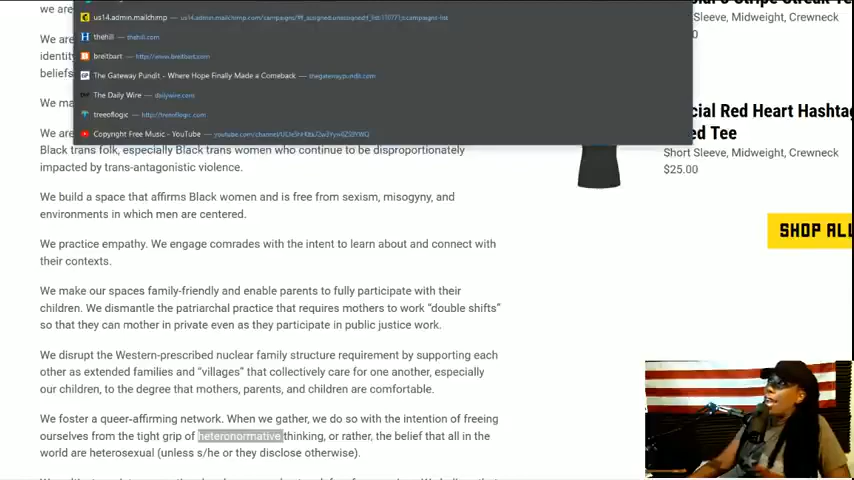 we are
us14.admin.mailchimp
thehill thehill.com
breitbart http://www.breitbart.com
The Gateway Pundit - Where Hope Finally Made a Comeback thegatewaypundit.com
The Daily Wire dailywire.com
treeoflogic http://treeoflogic.com
Copyright Free Music - YouTube
We are
identity
beliefs
We ma
We are
Black trans folk, especially Black trans women who continue to be disproportionately
impacted by trans-antagonistic violence.
We build a space that affirms Black women and is free from sexism, misogyny, and
environments in which men are centered.
We practice empathy. We engage comrades with the intent to learn about and connect with
their contexts.
We make our spaces family-friendly and enable parents to fully participate with their
children. We dismantle the patriarchal practice that requires mothers to work “double shifts”
so that they can mother in private even as they participate in public justice work.
We disrupt the Western-prescribed nuclear family structure requirement by supporting each
other as extended families and “villages” that collectively care for one another, especially
our children, to the degree that mothers, parents, and children are comfortable.
We foster a queer-affirming network. When we gather, we do so with the intention of freeing
ourselves from the tight grip of heteronormative thinking, or rather, the belief that all in the
world are heterosexual (unless s/he or they disclose otherwise).
Sleeve, Midweight, Crewneck
cial Red Heart Hashtag
ed Tee
Short Sleeve, Midweight, Crewneck
$25.00
SHOP ALL